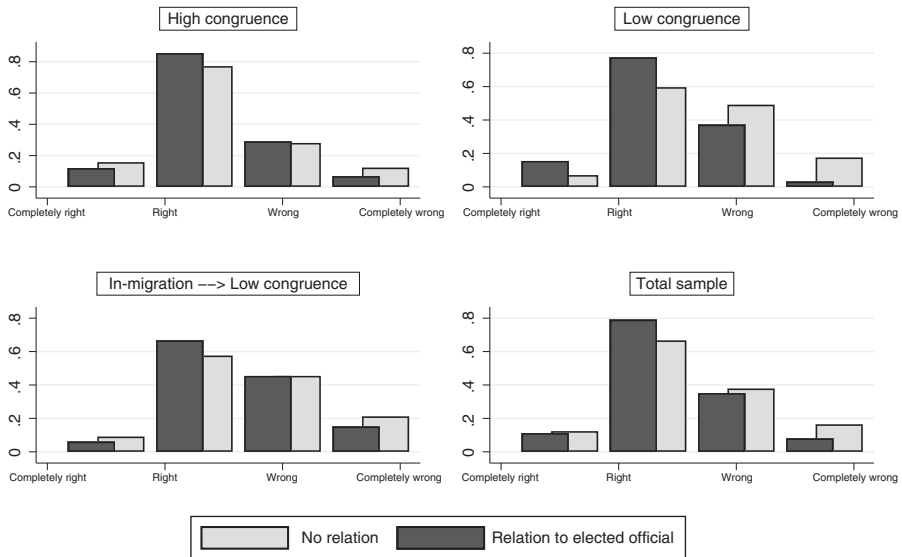 High congruence
.8
.6
.4
.2
0
Completely right Right Wrong Completely wrong
Low congruence
.8
.6
.4
.2
0
Completely right Right Wrong Completely wrong
In-migration −−> Low congruence
.8
.6
.4
.2
0
Completely right Right Wrong Completely wrong
Total sample
.8
.6
.4
.2
0
Completely right Right Wrong Completely wrong
No relation Relation to elected official